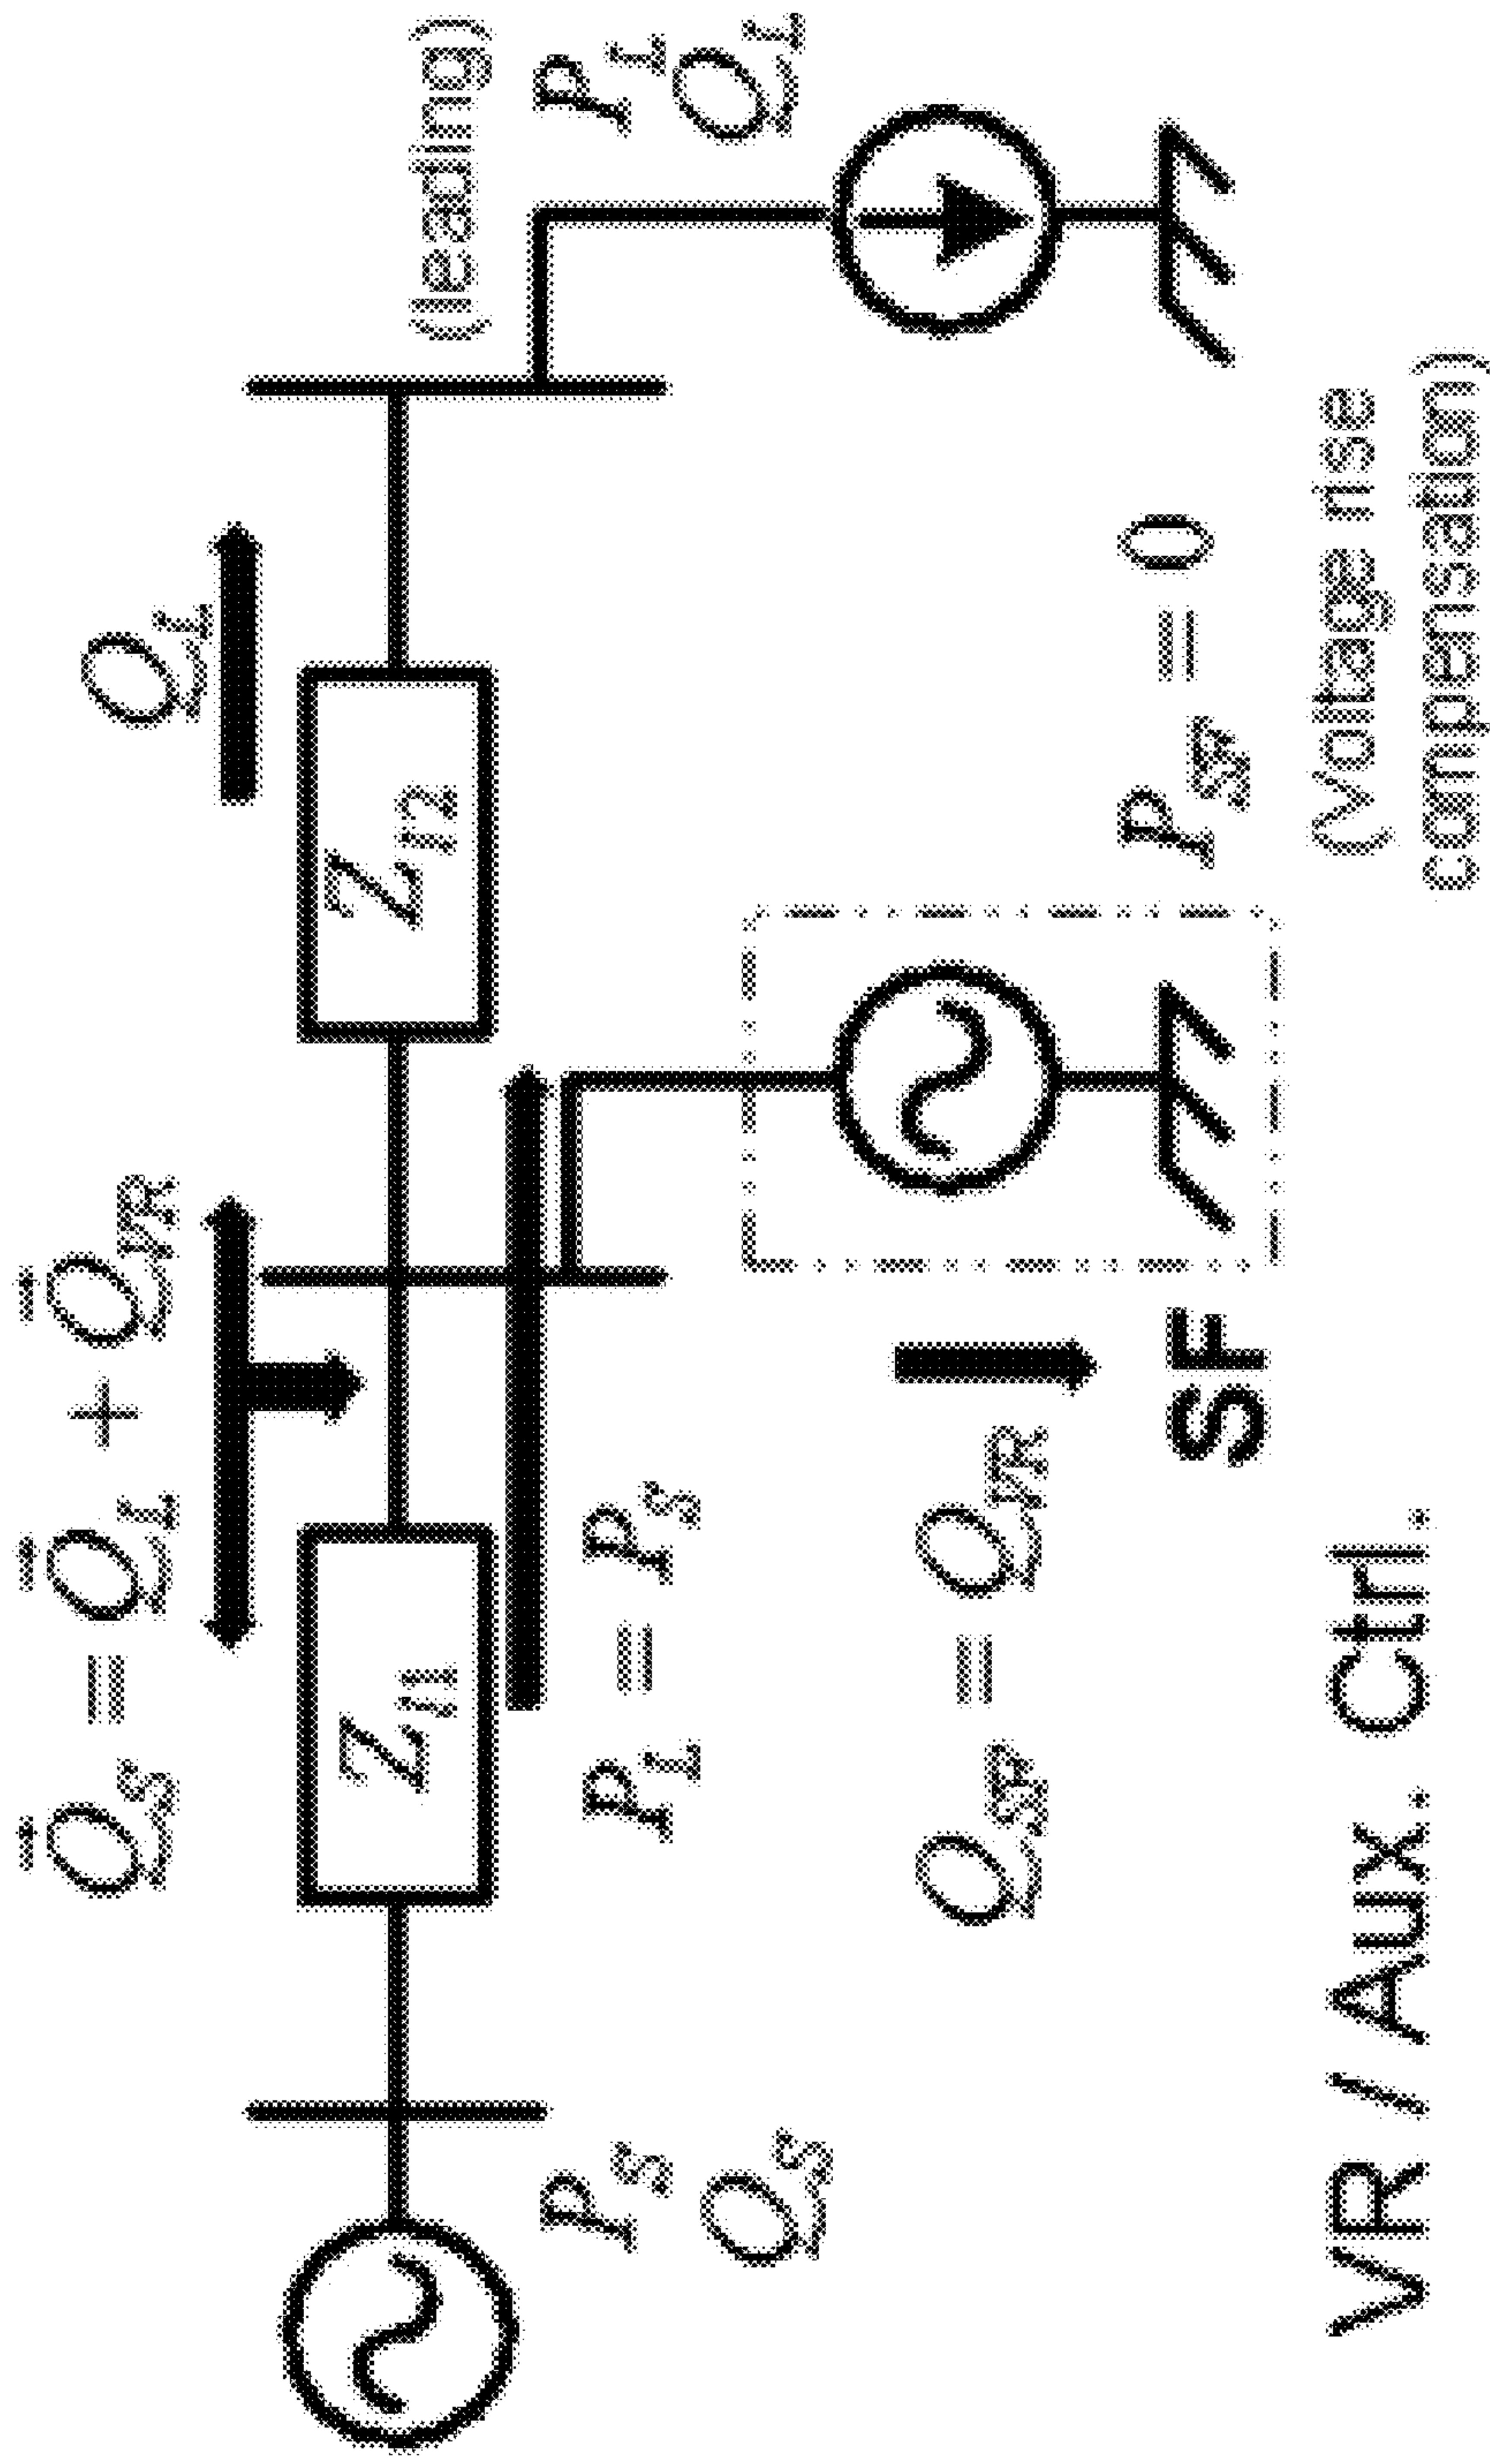 Q̄_S = Q̄_L + Q̄_VR
Q_L
(leading)
Z_l1
Z_l2
P_S
Q_S
P_L = P_S
P_L
Q_L
Q_SF = Q_VR
SF
P_SF = 0
VR / Aux. Ctrl.
(Voltage rise
compensation)